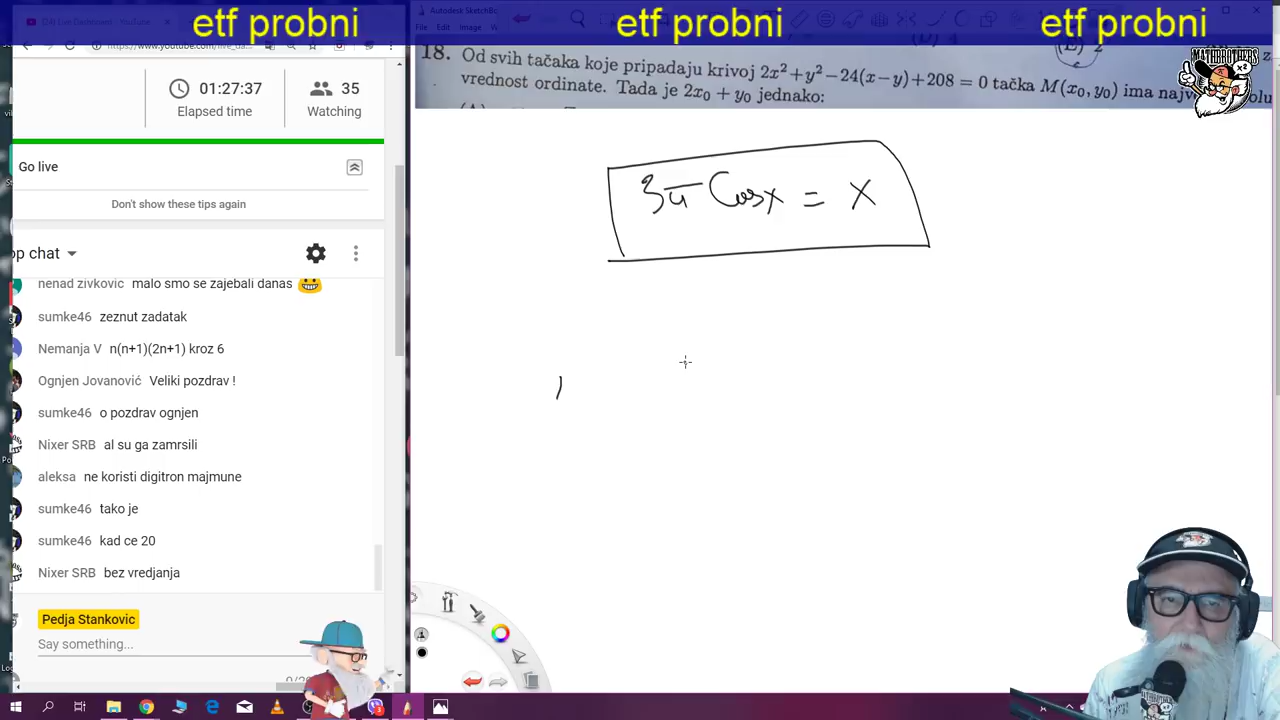 etf probni
etf probni
etf probni
Autodesk SketchBook
File Edit
01:27:37
35
Elapsed time
Watching
Go live
Don't show these tips again
op chat
nenad zivkovic malo smo se zajebali danas
sumke46 zeznut zadatak
Nemanja V n(n+1)(2n+1) kroz 6
Ognjen Jovanović Veliki pozdrav !
sumke46 o pozdrav ognjen
Nixer SRB al su ga zamrsili
aleksa ne koristi digitron majmune
sumke46 tako je
sumke46 kad ce 20
Nixer SRB bez vredjanja
Pedja Stankovic
Say something...
18. Od svih tačaka koje pripadaju krivoj 2x²+y²−24(x−y)+208 = 0 tačka M(x₀,y₀) ima
vrednost ordinate. Tada je 2x₀ + y₀ jednako:
3π Cosx = x